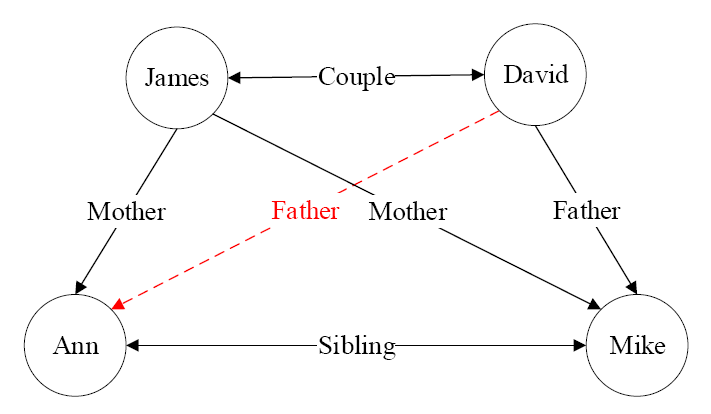 James
Couple
David
Mother
Father
Mother
Father
Ann
Sibling
Mike